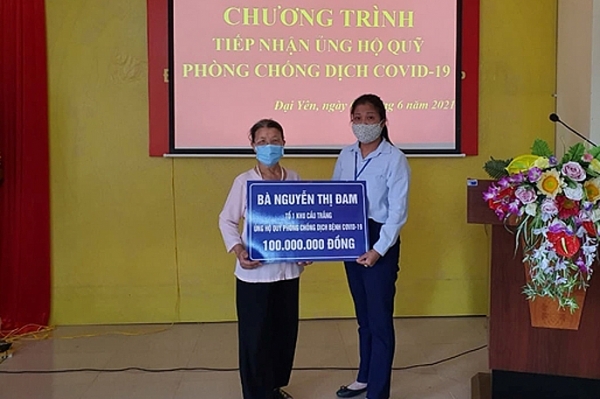 CHƯƠNG TRÌNH
TIẾP NHẬN ỦNG HỘ QUỸ
PHÒNG CHỐNG DỊCH COVID-19
Đại Yên, ngày 6 năm 2021
BÀ NGUYỄN THỊ ĐAM
TỔ 1 KHU CẦU TRẮNG
ỦNG HỘ QUỸ PHÒNG CHỐNG DỊCH BỆNH COVID-19
100.000.000 ĐỒNG